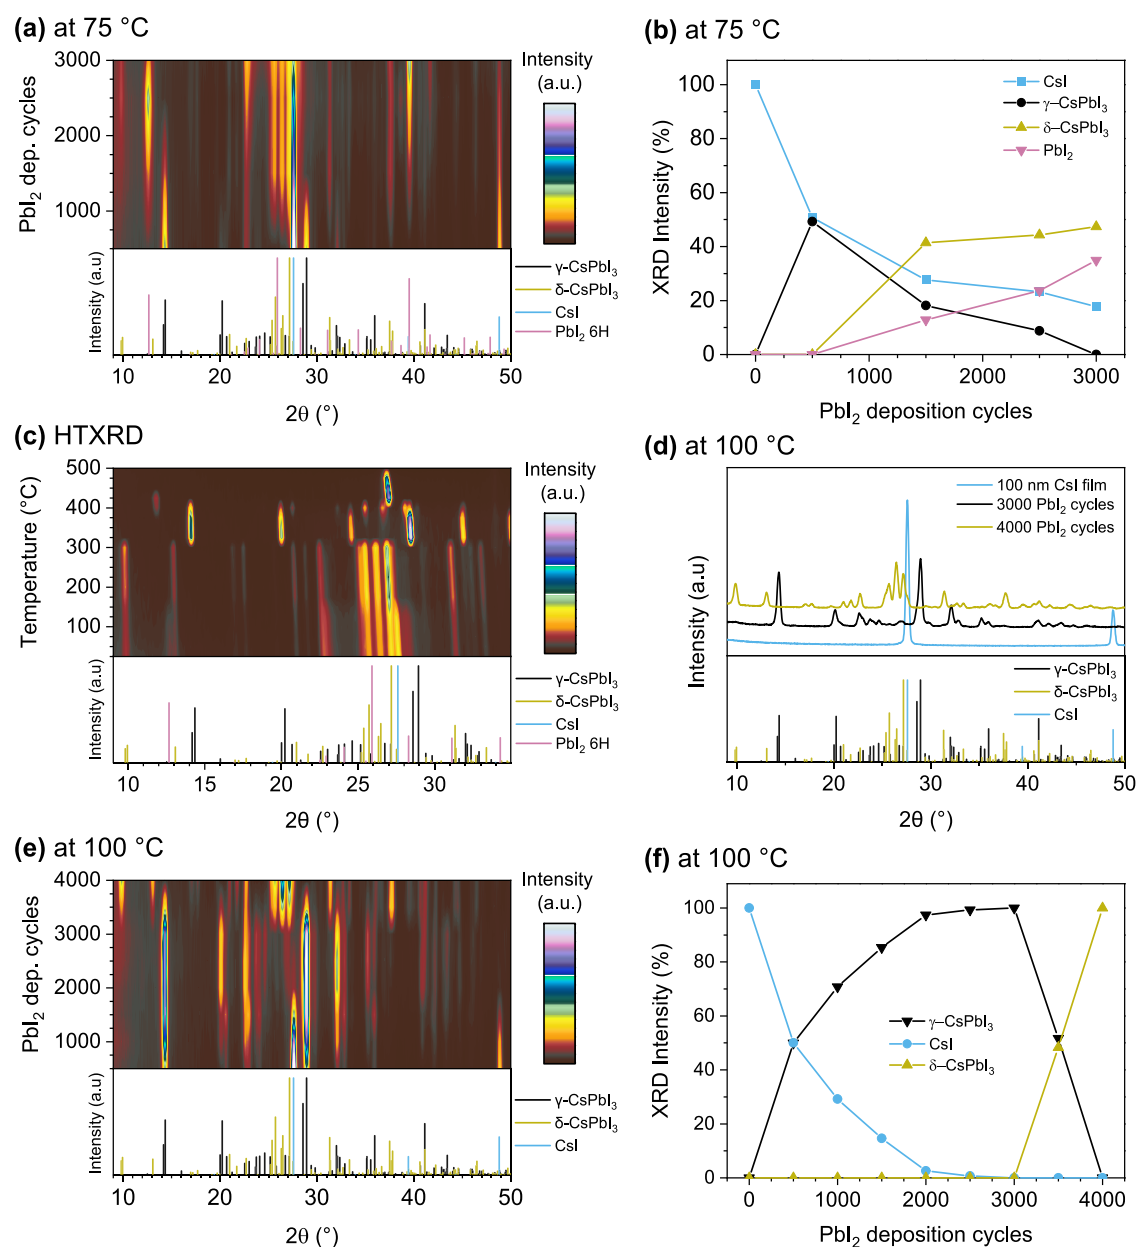 (a) at 75 °C
PbI2 dep. cycles
3000
2000
1000
Intensity
(a.u.)
Intensity (a.u)
γ-CsPbI3
δ-CsPbI3
CsI
PbI2 6H
10 20 30 40 50
2θ (°)
(b) at 75 °C
XRD Intensity (%)
100
80
60
40
20
0
CsI
γ–CsPbI3
δ–CsPbI3
PbI2
0 1000 2000 3000
PbI2 deposition cycles
(c) HTXRD
Temperature (°C)
500
400
300
200
100
Intensity
(a.u.)
Intensity (a.u)
γ-CsPbI3
δ-CsPbI3
CsI
PbI2 6H
10 15 20 25 30
2θ (°)
(d) at 100 °C
Intensity (a.u)
100 nm CsI film
3000 PbI2 cycles
4000 PbI2 cycles
γ-CsPbI3
δ-CsPbI3
CsI
10 20 30 40 50
2θ (°)
(e) at 100 °C
PbI2 dep. cycles
4000
3000
2000
1000
Intensity
(a.u.)
Intensity (a.u)
γ-CsPbI3
δ-CsPbI3
CsI
10 20 30 40 50
2θ (°)
(f) at 100 °C
XRD Intensity (%)
100
80
60
40
20
0
γ–CsPbI3
CsI
δ–CsPbI3
0 1000 2000 3000 4000
PbI2 deposition cycles